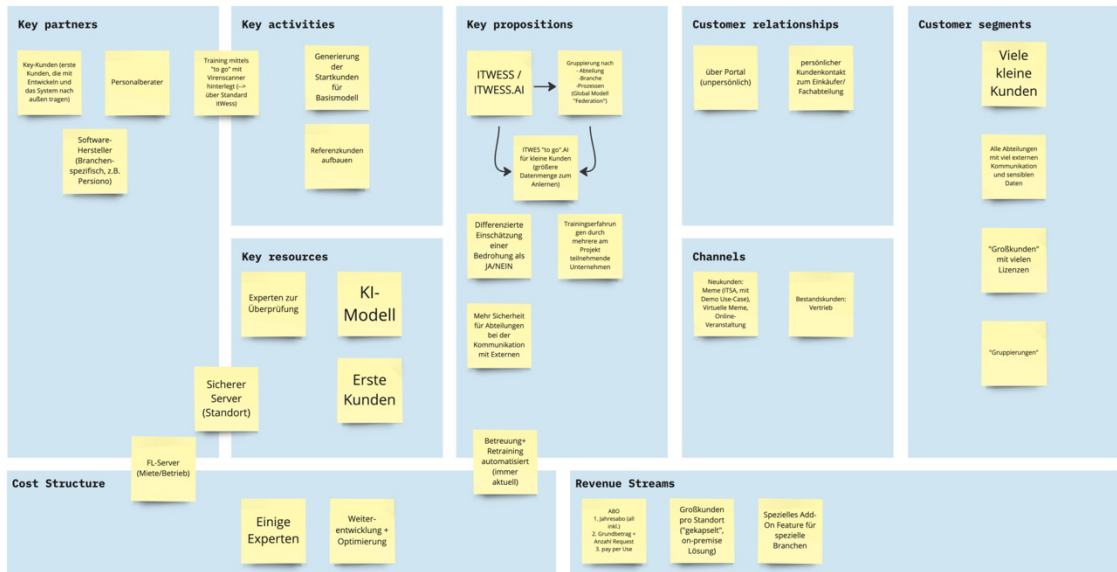 Key partners
Key-Kunden (erste
Kunden, die mit
Entwickeln und
das System nach
außen tragen)
Personalberater
Training mittels
"to go" mit
Virenscanner
hinterlegt (-->
über Standard
itWess)
Software-
Hersteller
(Branchen-
spezifisch, z.B.
Persiono)
Key activities
Generierung
der
Startkunden
für
Basismodell
Referenzkunden
aufbauen
Key resources
Experten zur
Überprüfung
KI-
Modell
Sicherer
Server
(Standort)
Erste
Kunden
Key propositions
ITWESS /
ITWESS.AI
Gruppierung nach
- Abteilung
-Branche
-Prozessen
(Global Modell
"Federation")
ITWES "to go".AI
für kleine Kunden
(größere
Datenmenge zum
Anlernen)
Differenzierte
Einschätzung
einer
Bedrohung als
JA/NEIN
Trainingserfahrun
gen durch
mehrere am
Projekt
teilnehmende
Unternehmen
Mehr Sicherheit
für Abteilungen
bei der
Kommunikation
mit Externen
Betreuung+
Retraining
automatisiert
(immer
aktuell)
Customer relationships
über Portal
(unpersönlich)
persönlicher
Kundenkontakt
zum Einkäufer/
Fachabteilung
Channels
Neukunden:
Meme (ITSA, mit
Demo Use-Case),
Virtuelle Meme,
Online-
Veranstaltung
Bestandskunden:
Vertrieb
Customer segments
Viele
kleine
Kunden
Alle Abteilungen
mit viel externen
Kommunikation
und sensiblen
Daten
"Großkunden"
mit vielen
Lizenzen
"Gruppierungen"
Cost Structure
FL-Server
(Miete/Betrieb)
Einige
Experten
Weiter-
entwicklung +
Optimierung
Revenue Streams
ABO
1. Jahresabo (all
inkl.)
2. Grundbetrag +
Anzahl Request
3. pay per Use
Großkunden
pro Standort
("gekapselt",
on-premise
Lösung)
Spezielles Add-
On Feature für
spezielle
Branchen